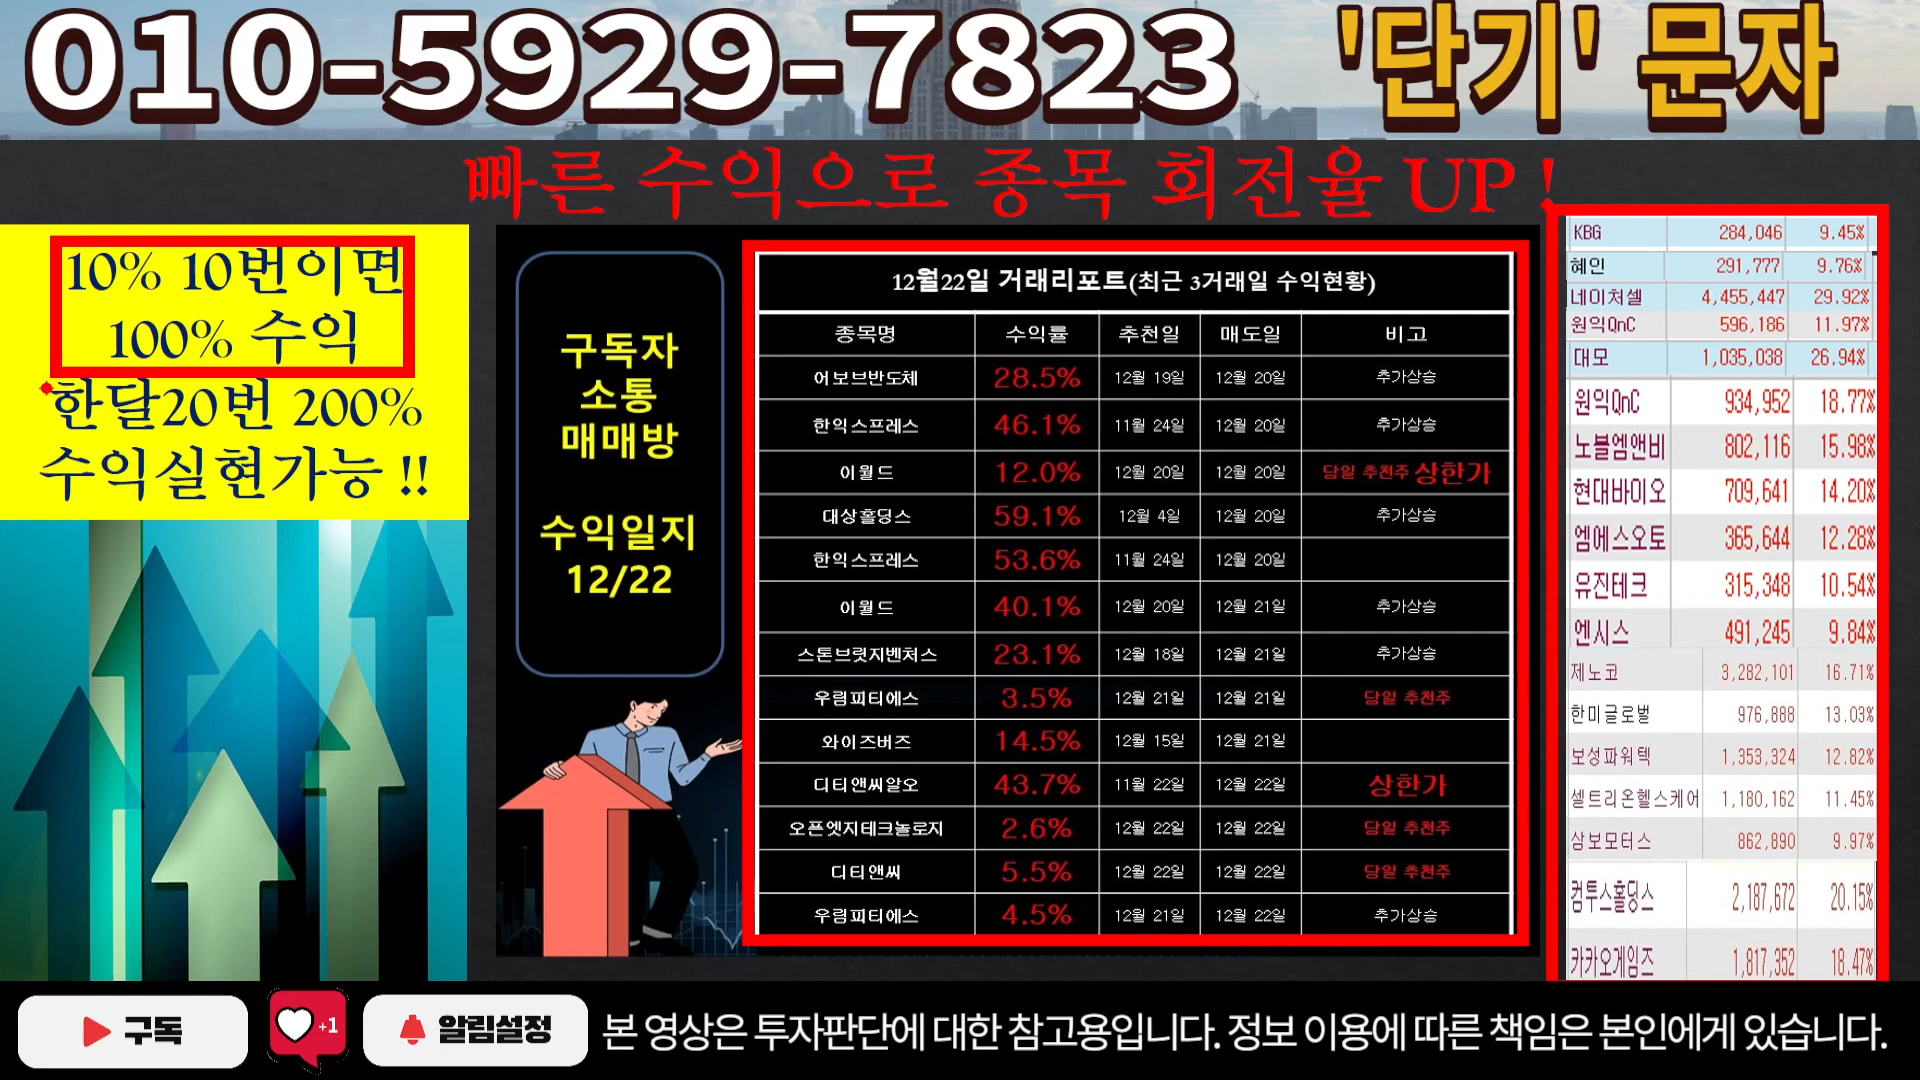 010-5929-7823 '단기' 문자
빠른 수익으로 종목 회전율 UP !
10% 10번이면
100% 수익
한달20번 200%
수익실현가능 !!
구독자
소통
매매방
수익일지
12/22
12월22일 거래리포트(최근 3거래일 수익현황)
종목명 수익률 추천일 매도일 비고
어보브반도체 28.5% 12월 19일 12월 20일 추가상승
한익스프레스 46.1% 11월 24일 12월 20일 추가상승
이월드 12.0% 12월 20일 12월 20일 당일 추천주 상한가
대상홀딩스 59.1% 12월 4일 12월 20일 추가상승
한익스프레스 53.6% 11월 24일 12월 20일
이월드 40.1% 12월 20일 12월 21일 추가상승
스톤브릿지벤처스 23.1% 12월 18일 12월 21일 추가상승
우림피티에스 3.5% 12월 21일 12월 21일 당일 추천주
와이즈버즈 14.5% 12월 15일 12월 21일
디티앤씨알오 43.7% 11월 22일 12월 22일 상한가
오픈엣지테크놀로지 2.6% 12월 22일 12월 22일 당일 추천주
디티앤씨 5.5% 12월 22일 12월 22일 당일 추천주
우림피티에스 4.5% 12월 21일 12월 22일 추가상승
KBG 284,046 9.45%
혜인 291,777 9.76%
네이처셀 4,455,447 29.92%
원익QnC 596,186 11.97%
대모 1,035,038 26.94%
원익QnC 934,952 18.77%
노블엠앤비 802,116 15.98%
현대바이오 709,641 14.20%
엠에스오토 365,644 12.28%
유진테크 315,348 10.54%
엔시스 491,245 9.84%
제노코 3,282,101 16.71%
한미글로벌 976,888 13.03%
보성파워텍 1,353,324 12.82%
셀트리온헬스케어 1,180,162 11.45%
상보모터스 862,890 9.97%
컴투스홀딩스 2,187,672 20.15%
카카오게임즈 1,817,352 18.47%
구독 +1 알림설정 본 영상은 투자판단에 대한 참고용입니다. 정보 이용에 따른 책임은 본인에게 있습니다.